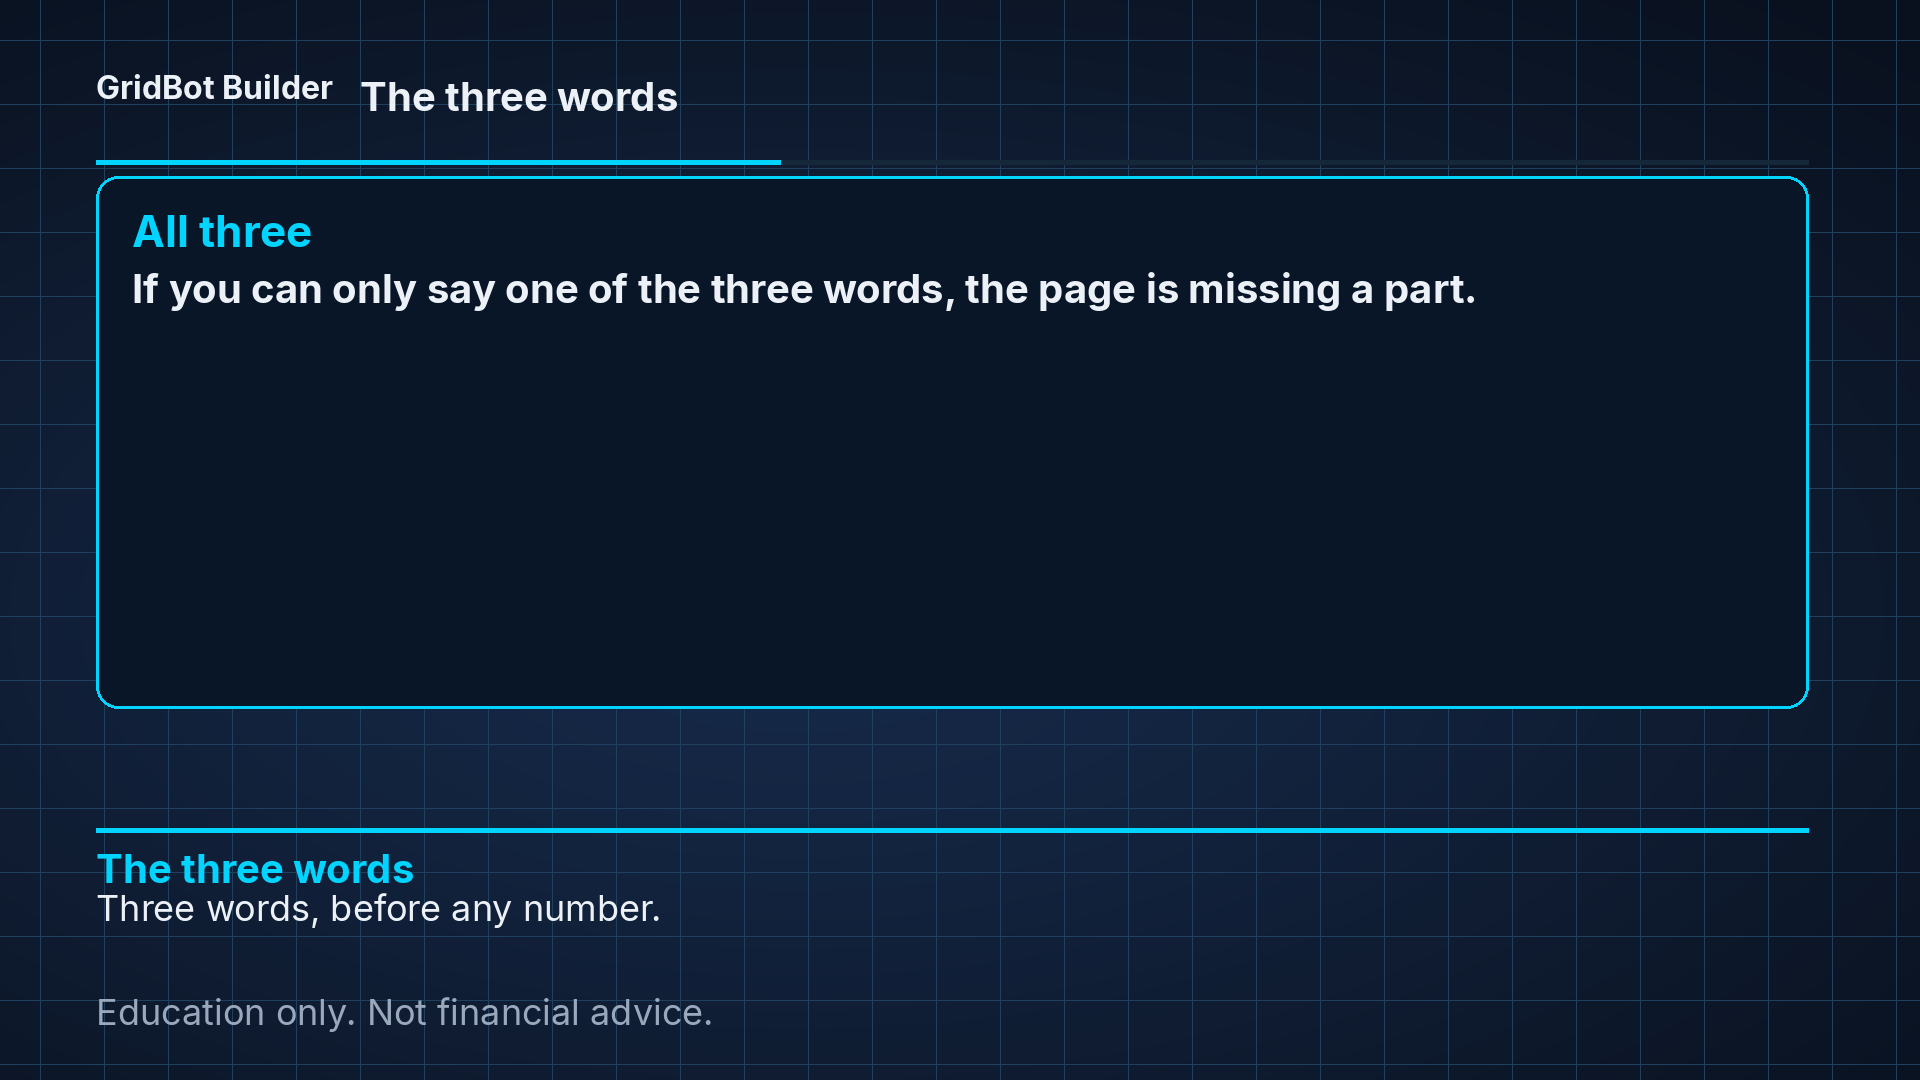 GridBot Builder The three words
All three
If you can only say one of the three words, the page is missing a part.
The three words
Three words, before any number.
Education only. Not financial advice.